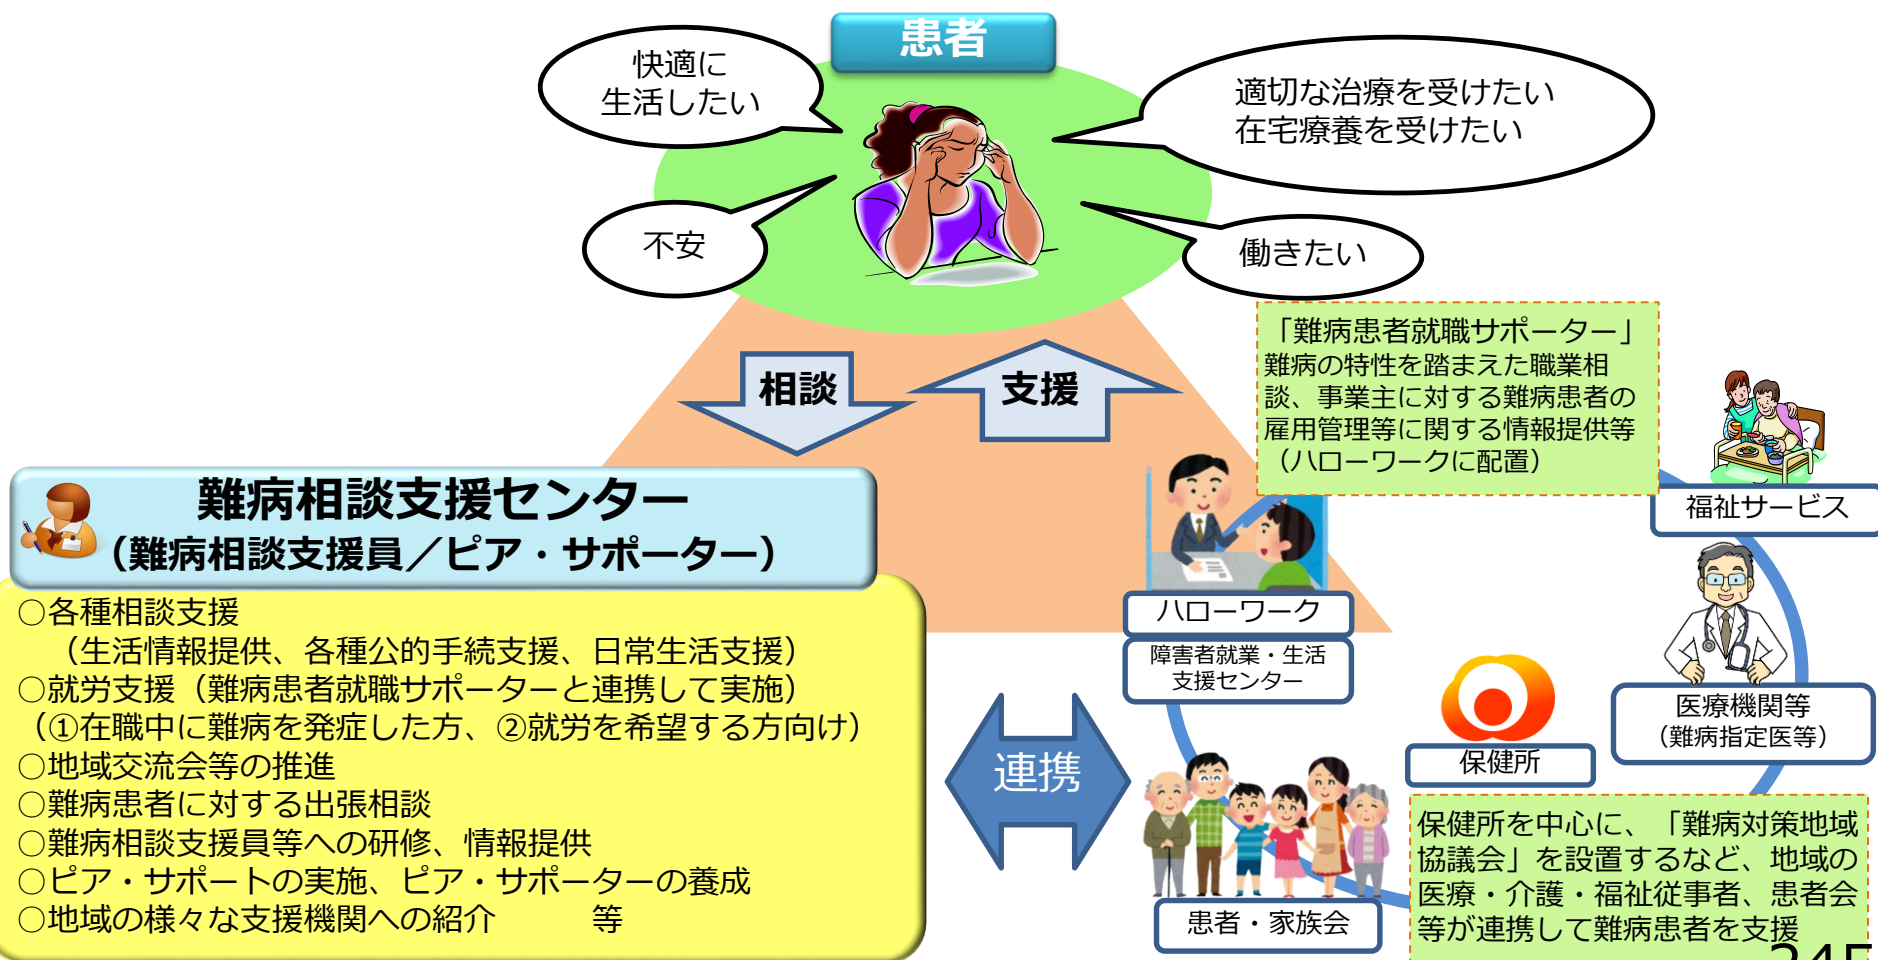 患者
快適に
生活したい
適切な治療を受けたい
在宅療養を受けたい
不安
働きたい
相談
支援
「難病患者就職サポーター」
難病の特性を踏まえた職業相
談、事業主に対する難病患者の
雇用管理等に関する情報提供等
（ハローワークに配置）
福祉サービス
難病相談支援センター
（難病相談支援員／ピア・サポーター）
○各種相談支援
（生活情報提供、各種公的手続支援、日常生活支援）
○就労支援（難病患者就職サポーターと連携して実施）
（①在職中に難病を発症した方、②就労を希望する方向け）
○地域交流会等の推進
○難病患者に対する出張相談
○難病相談支援員等への研修、情報提供
○ピア・サポートの実施、ピア・サポーターの養成
○地域の様々な支援機関への紹介　　　等
ハローワーク
障害者就業・生活
支援センター
連携
医療機関等
（難病指定医等）
保健所
患者・家族会
保健所を中心に、「難病対策地域
協議会」を設置するなど、地域の
医療・介護・福祉従事者、患者会
等が連携して難病患者を支援